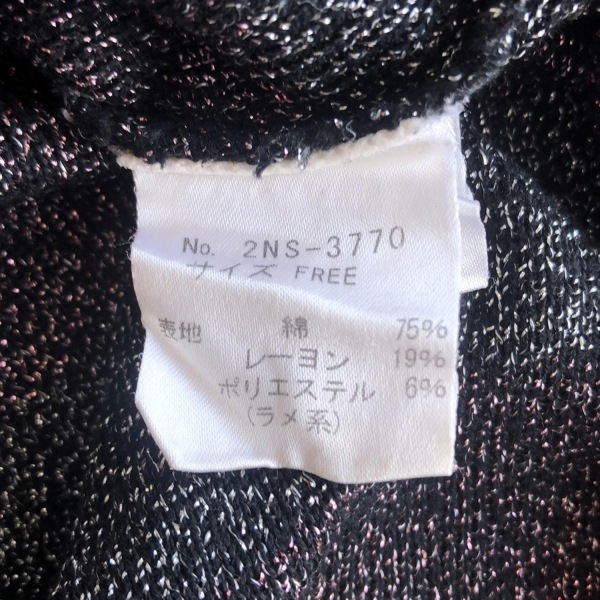 No. 2NS-3770
サイズ FREE
表地 綿 75%
レーヨン 19%
ポリエステル 6%
(ラメ系)